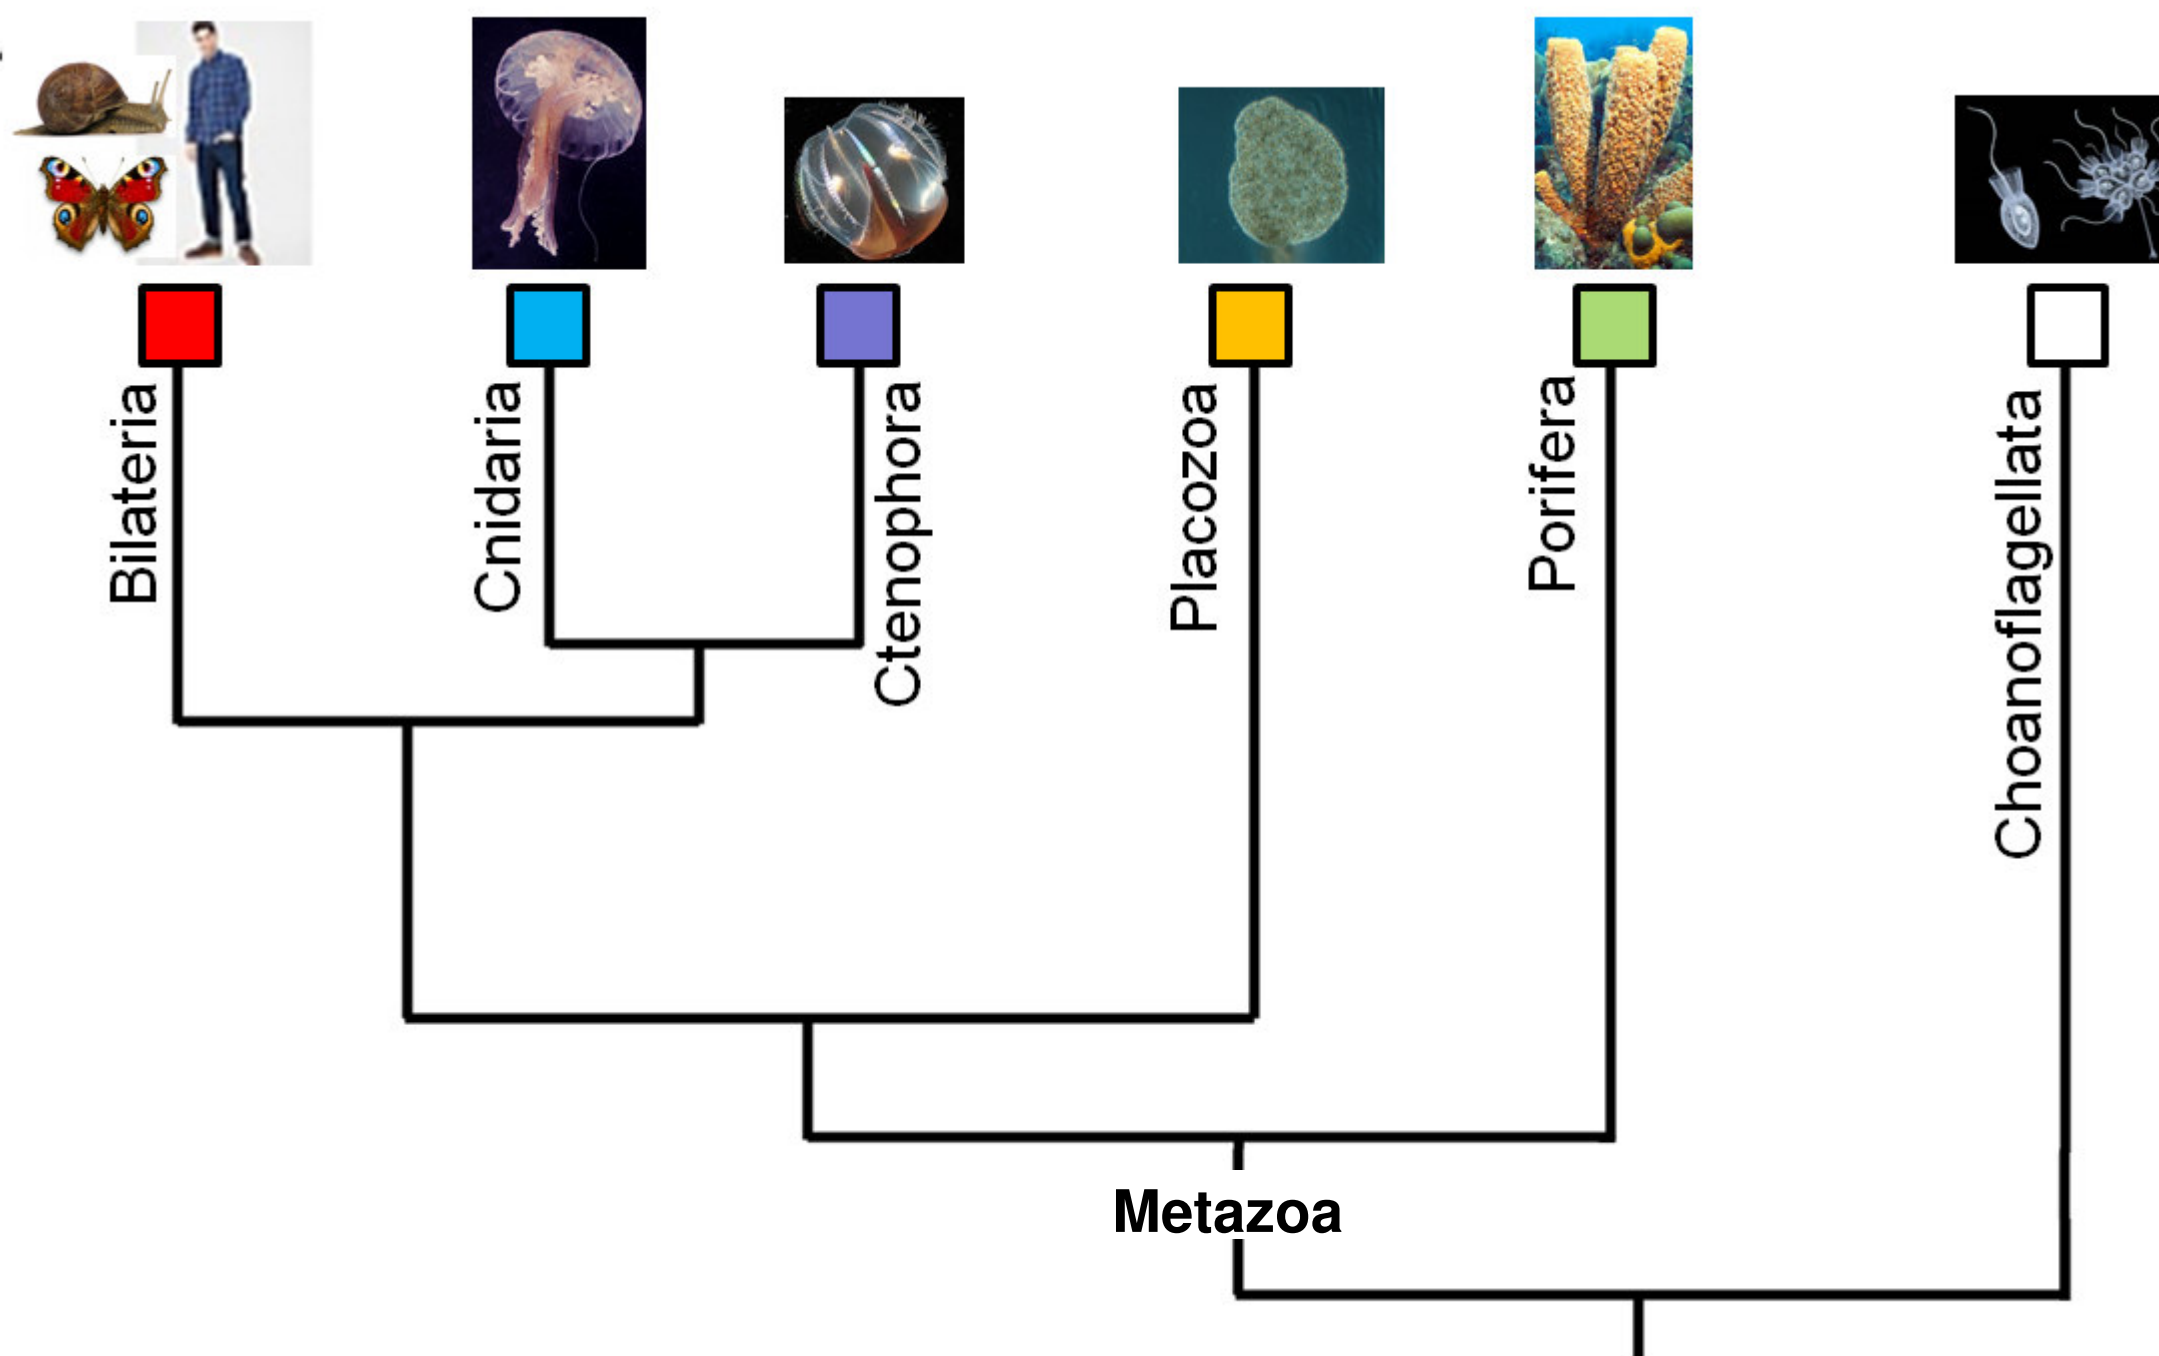 Bilateria
Cnidaria
Ctenophora
Placozoa
Porifera
Choanoflagellata
Metazoa